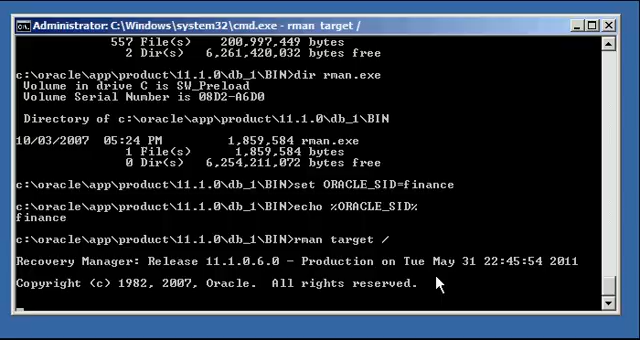 Administrator: C:\Windows\system32\cmd.exe - rman target /
557 File(s) 200,997,449 bytes
2 Dir(s) 6,261,420,032 bytes free
c:\oracle\app\product\11.1.0\db_1\BIN>dir rman.exe
Volume in drive C is SW_Preload
Volume Serial Number is 08D2-A6D0
Directory of c:\oracle\app\product\11.1.0\db_1\BIN
10/03/2007 05:24 PM 1,859,584 rman.exe
1 File(s) 1,859,584 bytes
0 Dir(s) 6,254,211,072 bytes free
c:\oracle\app\product\11.1.0\db_1\BIN>set ORACLE_SID=finance
c:\oracle\app\product\11.1.0\db_1\BIN>echo %ORACLE_SID%
finance
c:\oracle\app\product\11.1.0\db_1\BIN>rman target /
Recovery Manager: Release 11.1.0.6.0 - Production on Tue May 31 22:45:54 2011
Copyright (c) 1982, 2007, Oracle. All rights reserved.